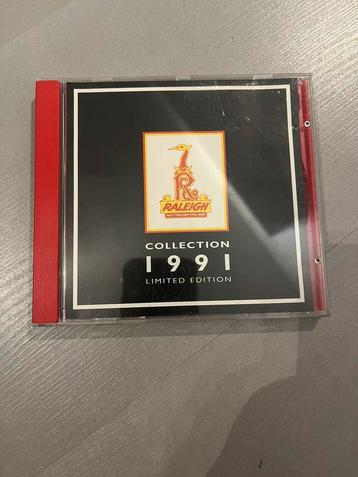 R
RALEIGH
NOTTINGHAM ENGLAND
COLLECTION
1991
LIMITED EDITION